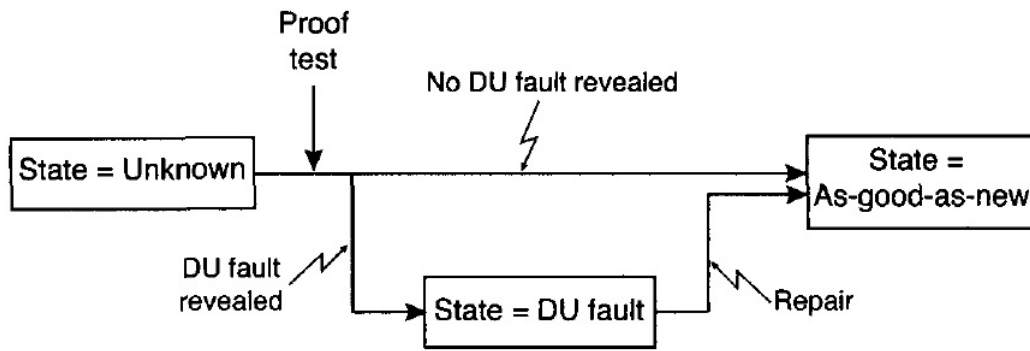 Proof
test
No DU fault revealed
State = Unknown
State =
As-good-as-new
DU fault
revealed
State = DU fault
Repair